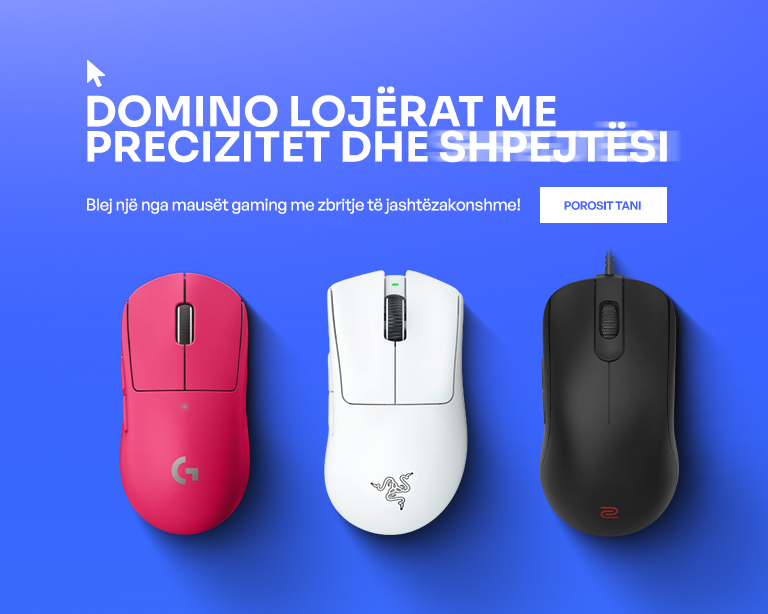 DOMINO LOJËRAT ME
PRECIZITET DHE SHPEJTËSI
Blej një nga mausët gaming me zbritje të jashtëzakonshme!
POROSIT TANI